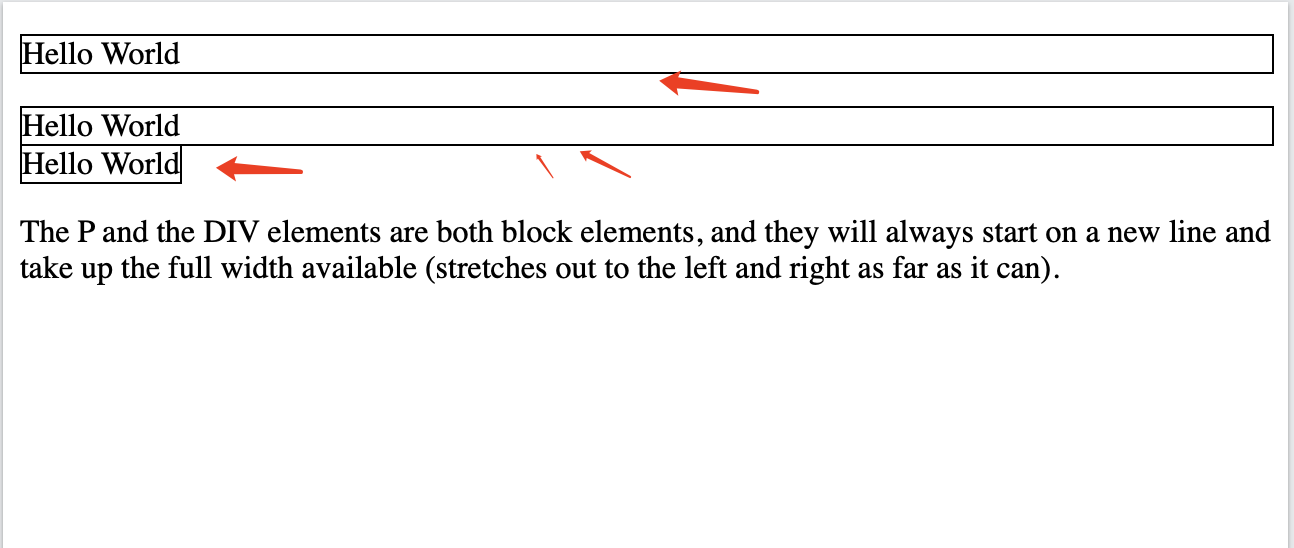 Hello World
Hello World
Hello World
The P and the DIV elements are both block elements, and they will always start on a new line and
take up the full width available (stretches out to the left and right as far as it can).